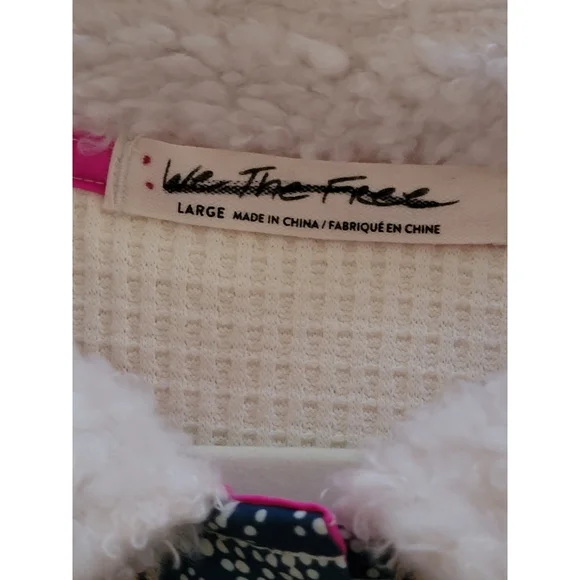 We The Free
LARGE MADE IN CHINA / FABRIQUÉ EN CHINE